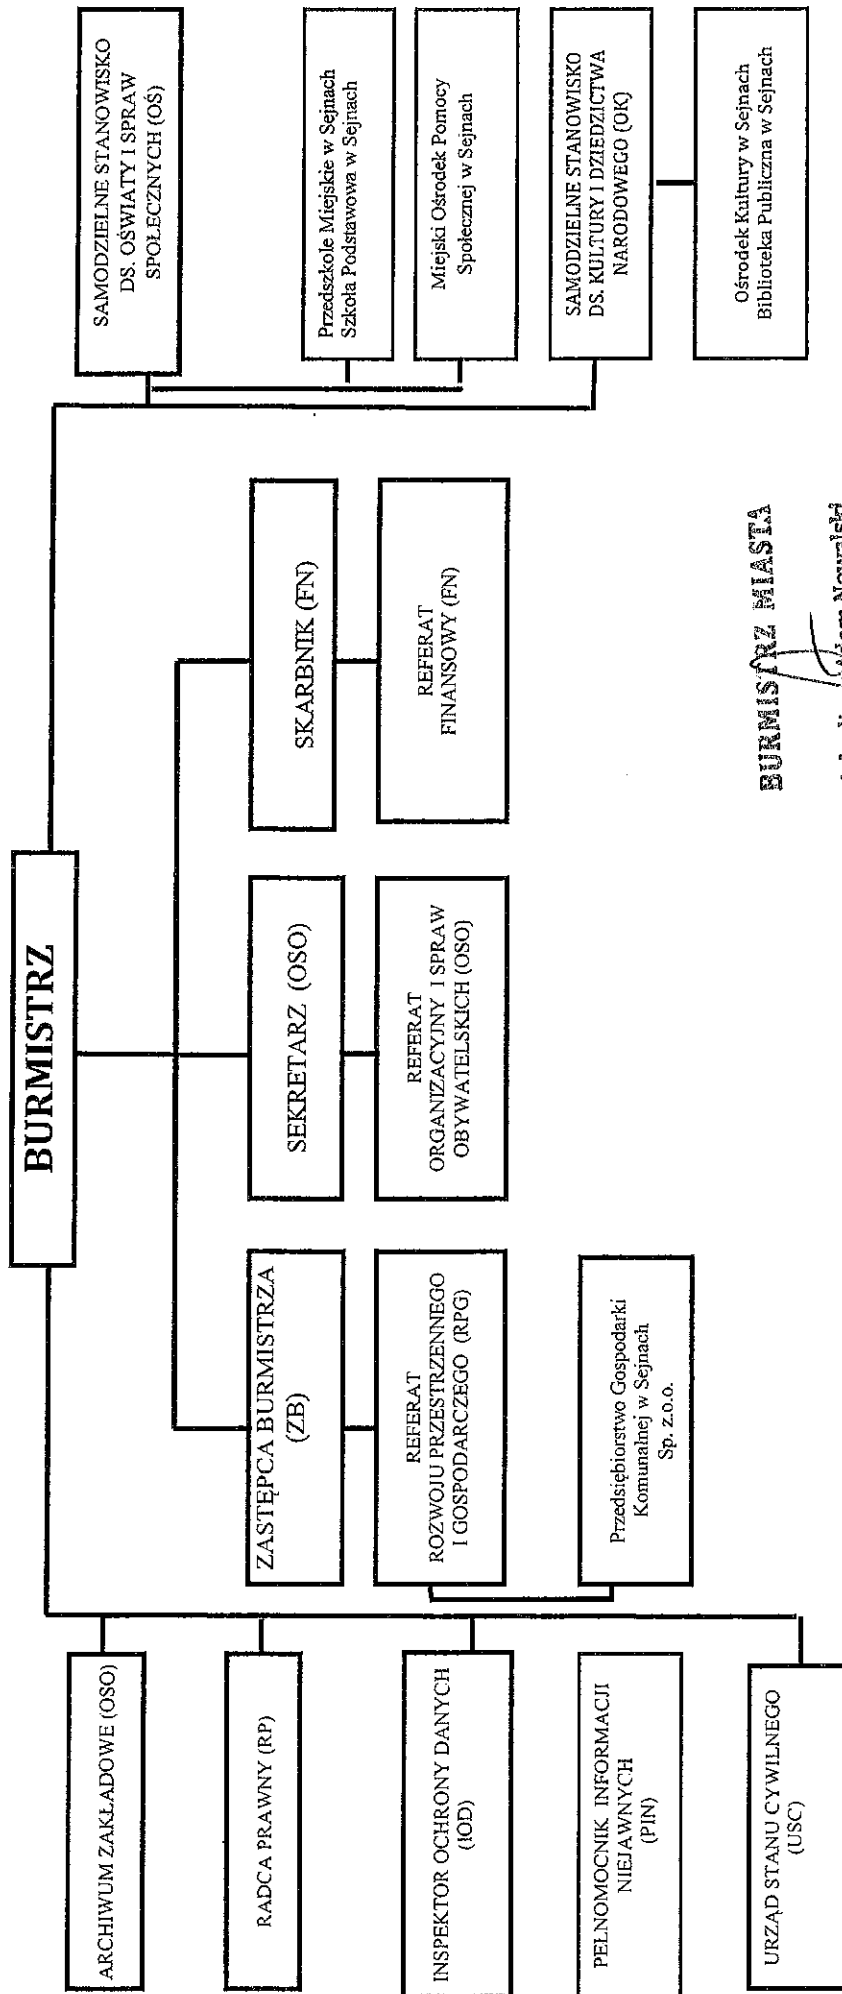 BURMISTRZ
ARCHIWUM ZAKŁADOWE (OSO)
RADCA PRAWNY (RP)
INSPEKTOR OCHRONY DANYCH
(IOD)
PEŁNOMOCNIK INFORMACJI
NIEJAWNYCH
(PIN)
URZĄD STANU CYWILNEGO
(USC)
ZASTĘPCA BURMISTRZA
(ZB)
REFERAT
ROZWOJU PRZESTRZENNEGO
I GOSPODARCZEGO (RPG)
Przedsiębiorstwo Gospodarki
Komunalnej w Sejnach
Sp. z.o.o.
SEKRETARZ (OSO)
REFERAT
ORGANIZACYJNY I SPRAW
OBYWATELSKICH (OSO)
SKARBNIK (FN)
REFERAT
FINANSOWY (FN)
SAMODZIELNE STANOWISKO
DS. OŚWIATY I SPRAW
SPOŁECZNYCH (OŚ)
Przedszkole Miejskie w Sejnach
Szkoła Podstawowa w Sejnach
Miejski Ośrodek Pomocy
Społecznej w Sejnach
SAMODZIELNE STANOWISKO
DS. KULTURY I DZIEDZICTWA
NARODOWEGO (OK)
Ośrodek Kultury w Sejnach
Biblioteka Publiczna w Sejnach
BURMISTRZ MIASTA